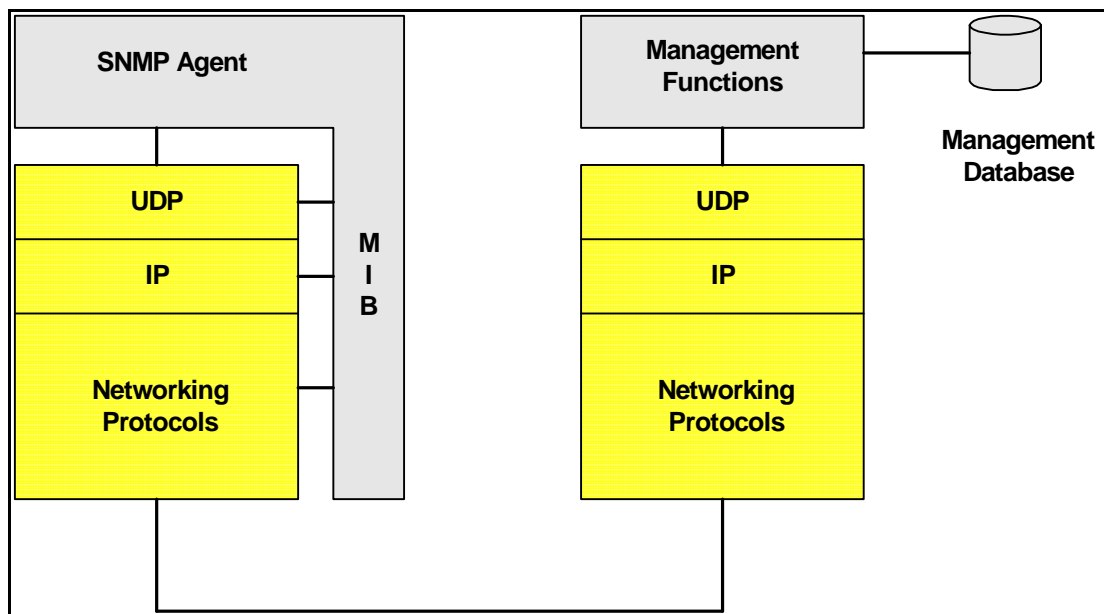 SNMP Agent
UDP
IP
Networking
Protocols
M
I
B
Management
Functions
UDP
IP
Networking
Protocols
Management
Database